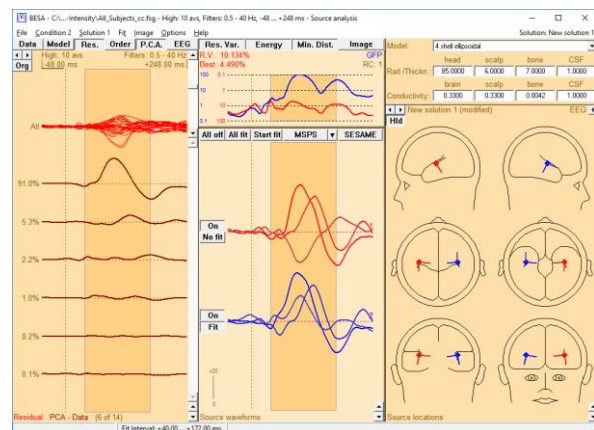 BESA - C:\...-Intensity\All_Subjects_cc.fsg - High: 10 avs, Filters: 0.5 - 40 Hz, -48 ... +248 ms - Source analysis
File Condition 2 Solution 1 Fit Image Options Help
Solution: New solution 1
Data Model Res. Order P.C.A. EEG
Res. Var. Energy Min. Dist. Image
Model: 4 shell ellipsoidal
Org
High: 10 avs Filters: 0.5 - 40 Hz
-48.00 ms +248.00 ms
R.V.: 10.134% GFP
Best: 4.490% RC: 1
100 0.1
10
1 10
0.1 100
head scalp bone CSF
Rad./Thickn.: 85.0000 6.0000 7.0000 1.0000
brain scalp bone CSF
Conductivity: 0.3300 0.3300 0.0042 1.0000
New solution 1 (modified) EEG
Hld
All off All fit Start fit MSPS SESAME
All
91.0%
5.3%
2.2%
1.0%
0.2%
0.1%
On
No fit
On
Fit
+20
Residual PCA - Data (6 of 14)
Source waveforms
Source locations
Fit Interval: +40.00 ... +172.00 ms